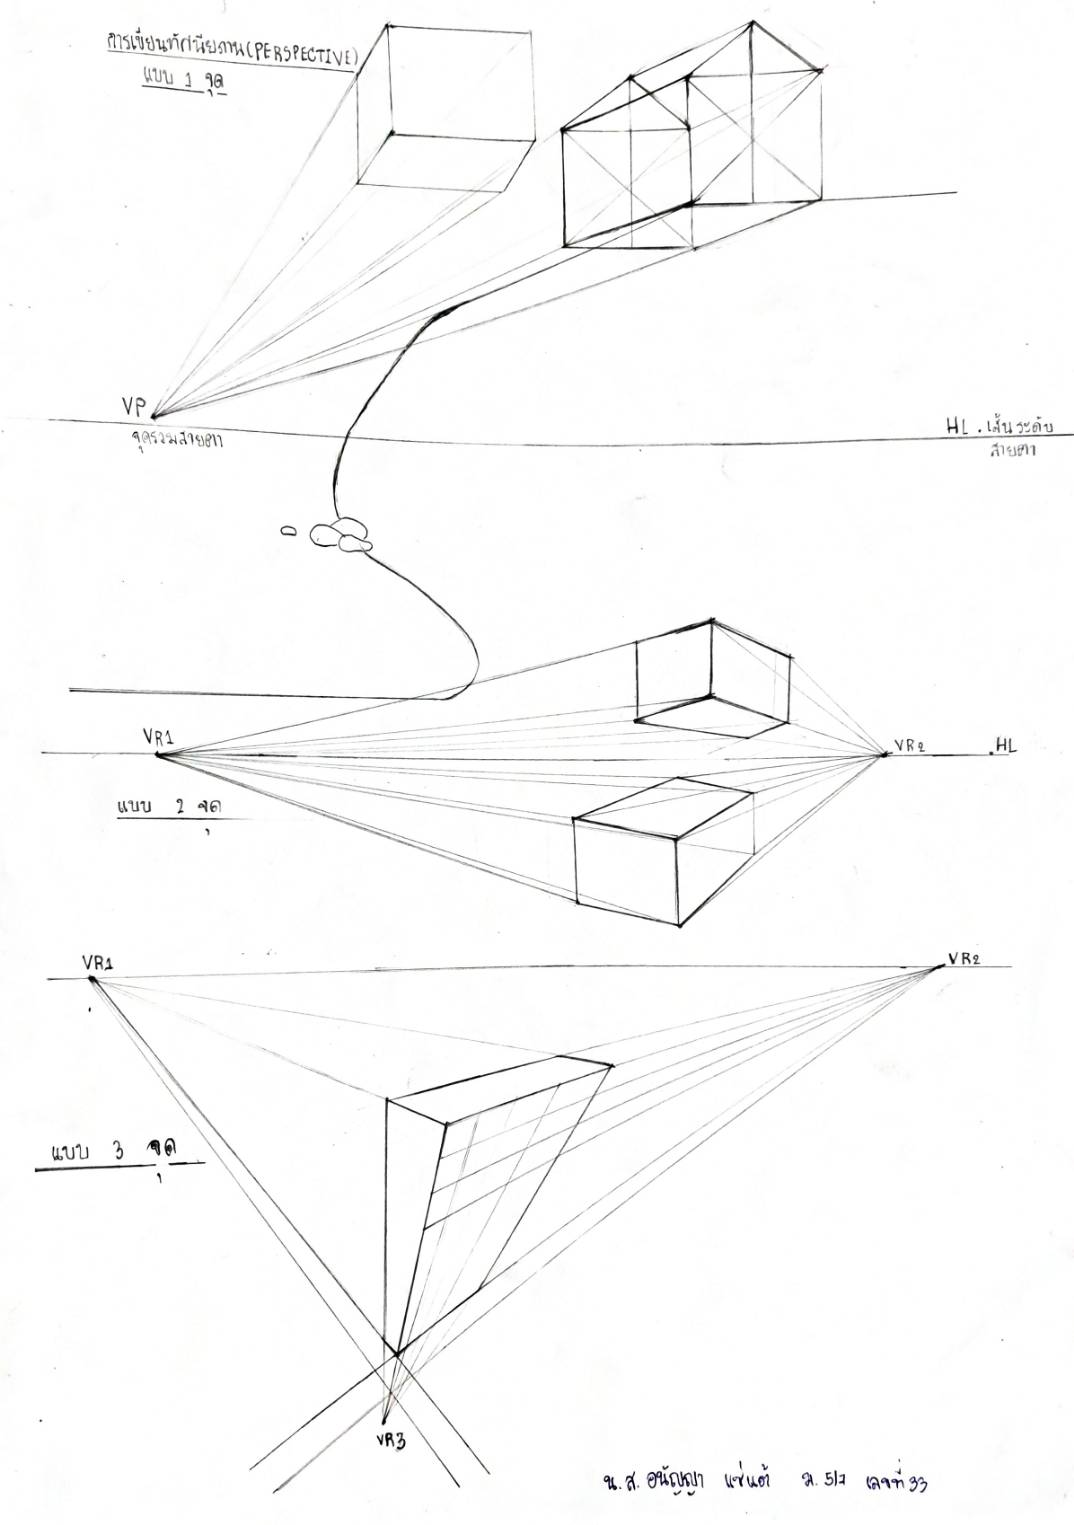 การเขียนทัศนียภาพ(PERSPECTIVE)
แบบ 1 จุด
VP
จุดรวมสายตา
HL . เส้นระดับ
สายตา
VR1
VR2
.HL
แบบ 2 จุด
VR1
VR2
แบบ 3 จุด
VR3
น.ส. อนัญญา แซ่แต้ ม. 5/7 เลขที่ 33